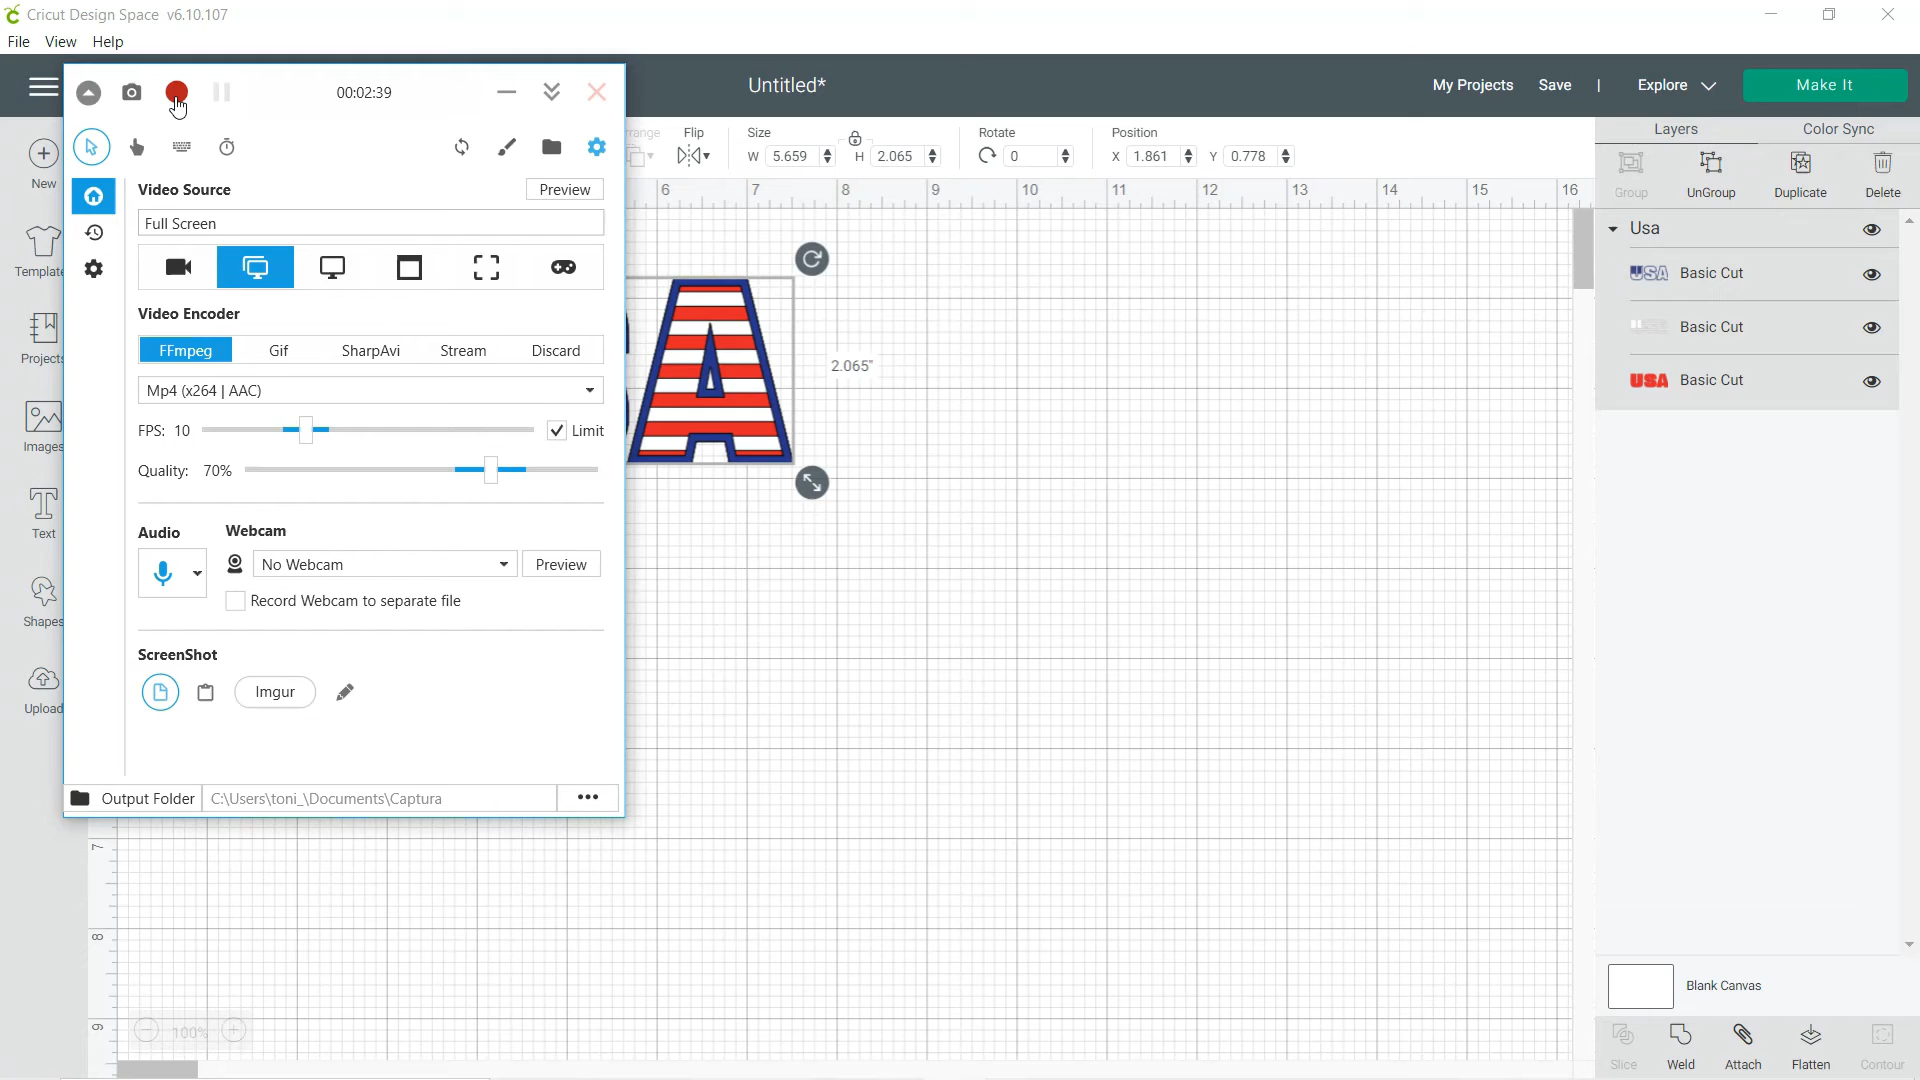 Cricut Design Space v6.10.107
File View Help
00:02:39
Untitled*
My Projects Save | Explore Make It
Flip Size Rotate Position
W 5.659 H 2.065 0 X 1.861 Y 0.778
Layers Color Sync
Group UnGroup Duplicate Delete
New
Templat
Projects
Images
Text
Shapes
Upload
Video Source Preview
Full Screen
Video Encoder
FFmpeg Gif SharpAvi Stream Discard
Mp4 (x264 | AAC)
FPS: 10 Limit
Quality: 70%
Audio Webcam
No Webcam Preview
Record Webcam to separate file
ScreenShot
Imgur
Output Folder C:\Users\toni_\Documents\Captura •••
6 7 8 9 10 11 12 13 14 15 16
A
2.065"
7
8
9
100%
Usa
USA Basic Cut
Basic Cut
USA Basic Cut
Blank Canvas
Slice Weld Attach Flatten Contour